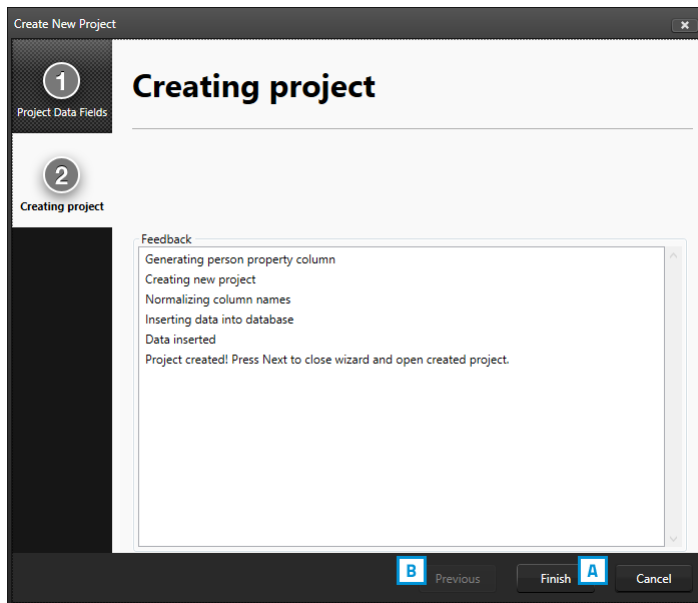 Create New Project
1
Project Data Fields
Creating project
2
Creating project
Feedback
Generating person property column
Creating new project
Normalizing column names
Inserting data into database
Data inserted
Project created! Press Next to close wizard and open created project.
B Previous Finish A Cancel